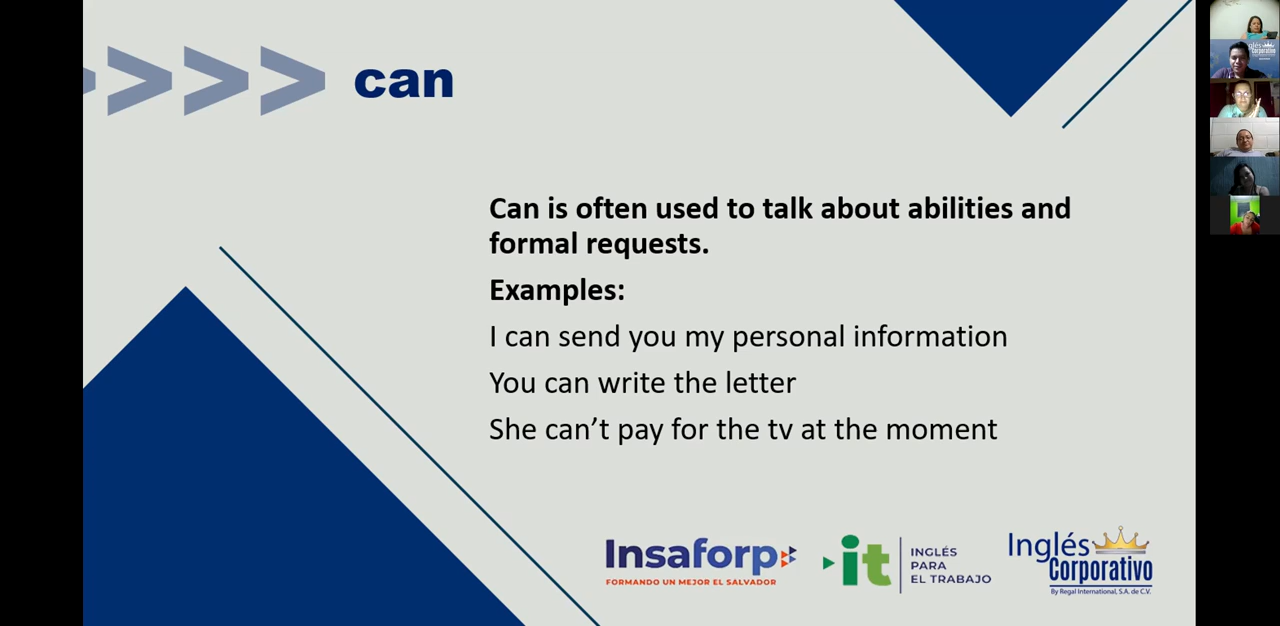 can
Can is often used to talk about abilities and
formal requests.
Examples:
I can send you my personal information
You can write the letter
She can’t pay for the tv at the moment
Insaforp
FORMANDO UN MEJOR EL SALVADOR
it
INGLÉS
PARA
EL TRABAJO
Inglés
Corporativo
By Regal International, S.A. de C.V.
Inglés
Corporativo